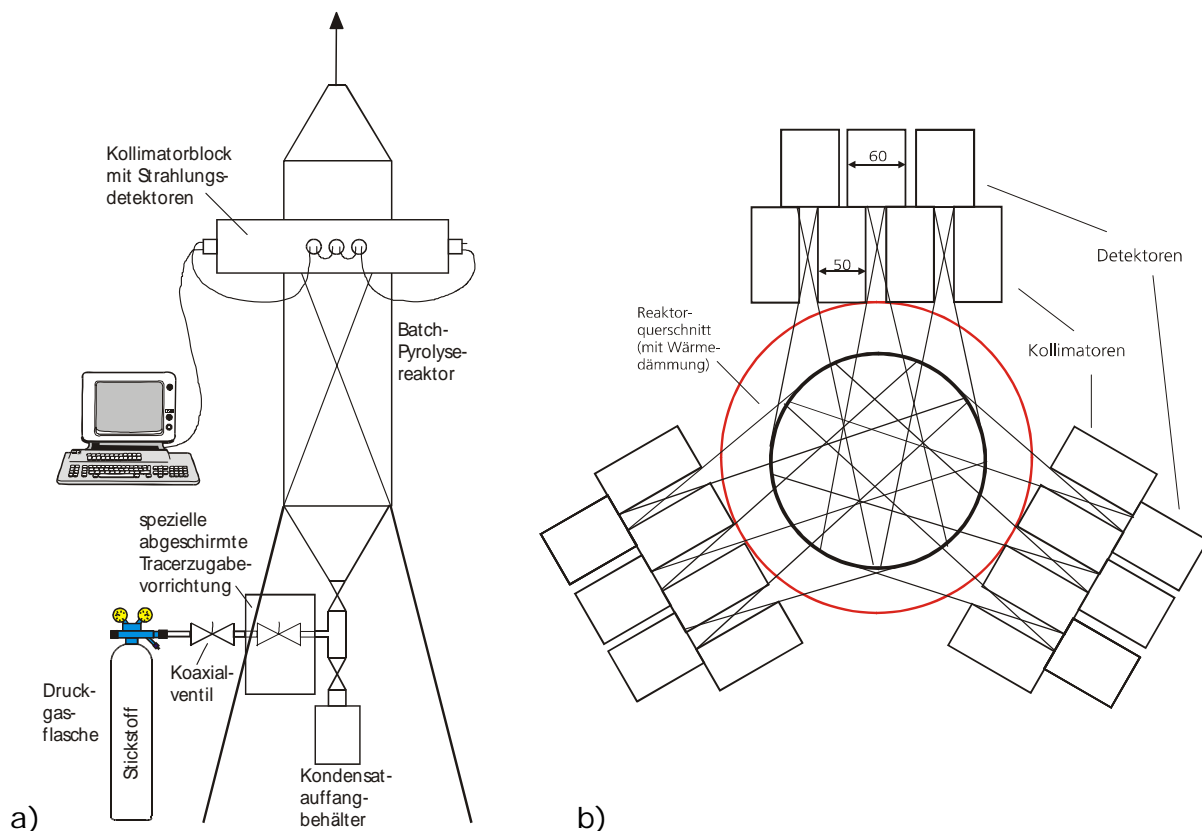 Kollimatorblock
mit Strahlungs-
detektoren
Batch-
Pyrolyse-
reaktor
spezielle
abgeschirmte
Tracerzugabe-
vorrichtung
Koaxial-
ventil
Druck-
gas-
flasche
Stickstoff
Kondensat-
auffang-
behälter
a)
60
50
Detektoren
Reaktor-
querschnitt
(mit Wärme-
dämmung)
Kollimatoren
b)